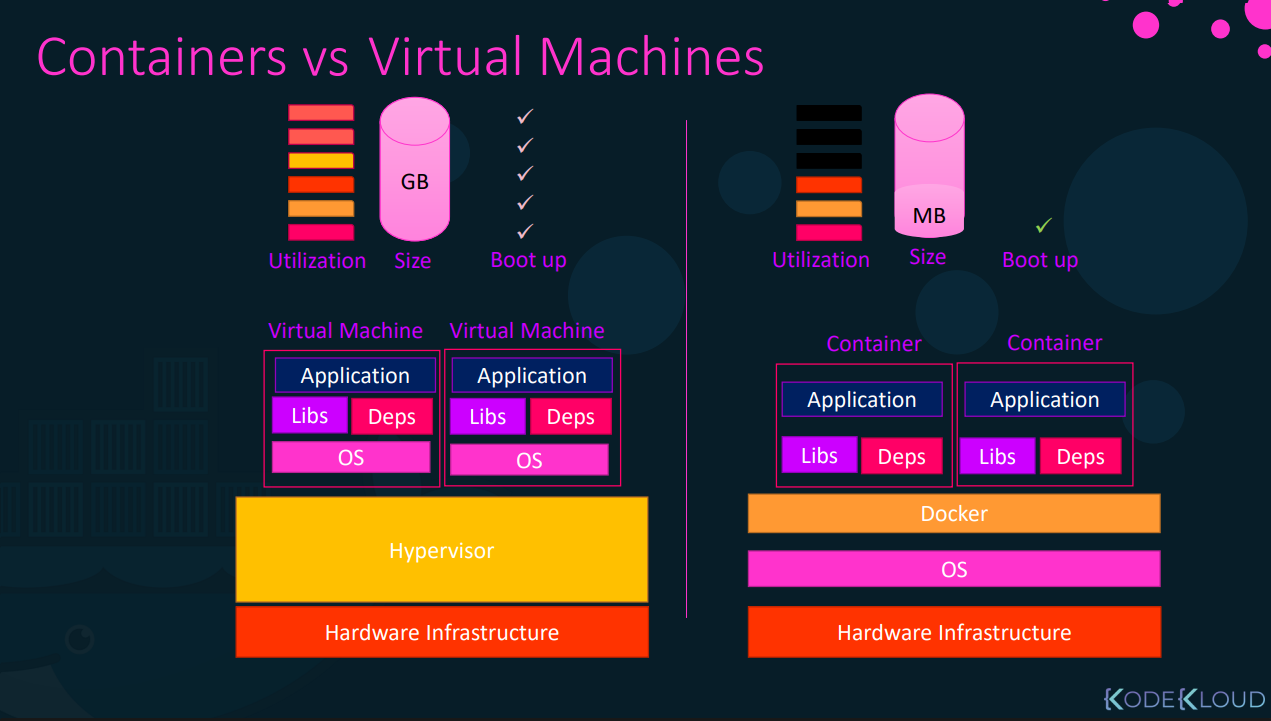 Containers vs Virtual Machines
GB
Utilization
Size
Boot up
Virtual Machine
Virtual Machine
Application
Application
Libs
Deps
Libs
Deps
OS
OS
Hypervisor
Hardware Infrastructure
MB
Utilization
Size
Boot up
Container
Container
Application
Application
Libs
Deps
Libs
Deps
Docker
OS
Hardware Infrastructure
KODEKLOUD